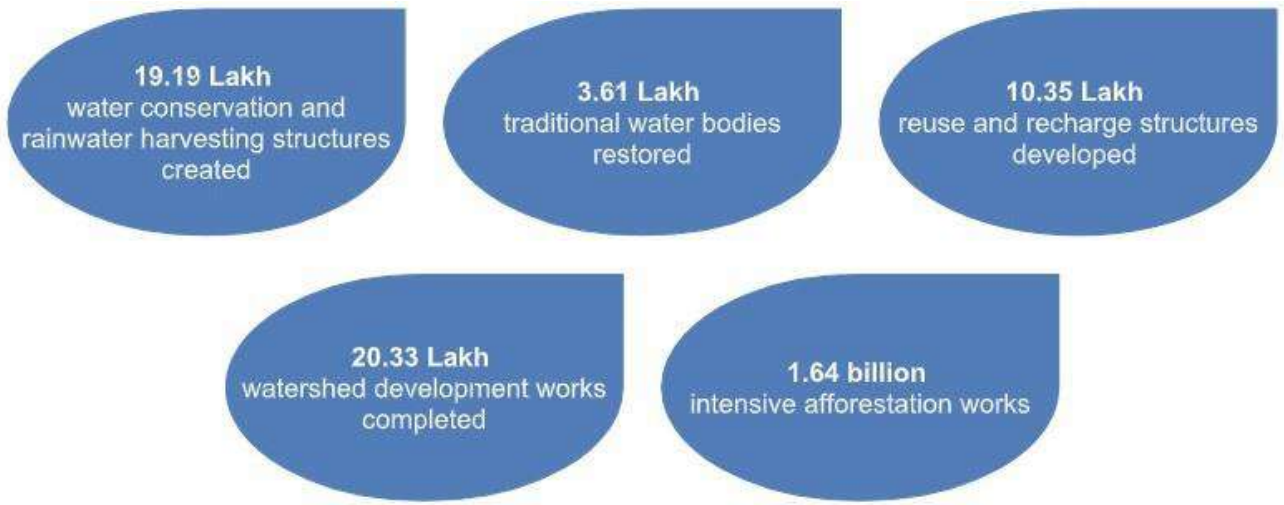 19.19 Lakh
water conservation and
rainwater harvesting structures
created
3.61 Lakh
traditional water bodies
restored
10.35 Lakh
reuse and recharge structures
developed
20.33 Lakh
watershed development works
completed
1.64 billion
intensive afforestation works